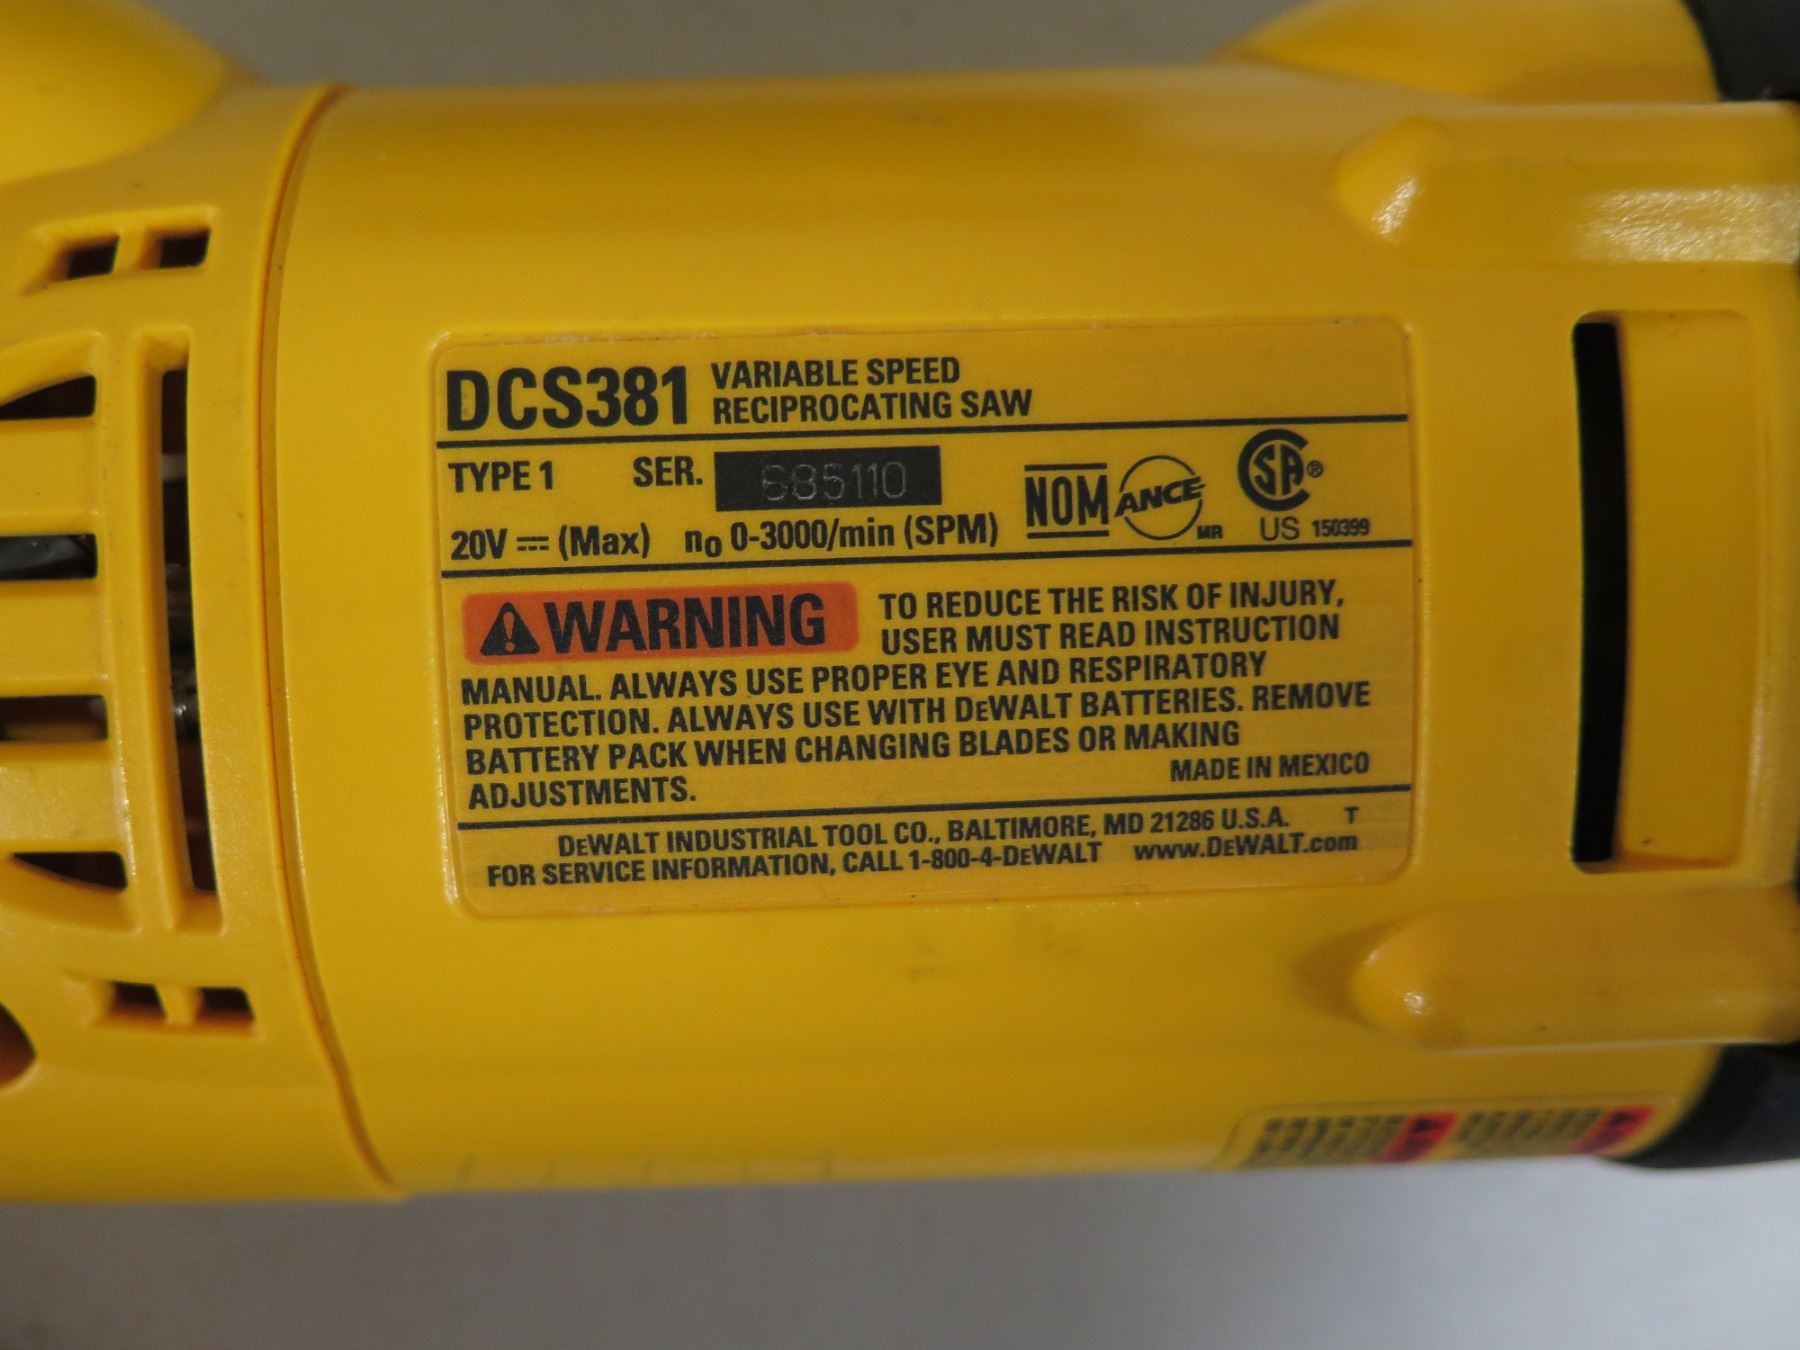 DCS381 VARIABLE SPEED
RECIPROCATING SAW
TYPE 1 SER. 685110
20V ⎓ (Max) no 0-3000/min (SPM)
NOM ANCE MR
CSA® US 150399
WARNING TO REDUCE THE RISK OF INJURY,
USER MUST READ INSTRUCTION
MANUAL. ALWAYS USE PROPER EYE AND RESPIRATORY
PROTECTION. ALWAYS USE WITH DEWALT BATTERIES. REMOVE
BATTERY PACK WHEN CHANGING BLADES OR MAKING
ADJUSTMENTS.
MADE IN MEXICO
DEWALT INDUSTRIAL TOOL CO., BALTIMORE, MD 21286 U.S.A. T
FOR SERVICE INFORMATION, CALL 1-800-4-DEWALT www.DEWALT.com